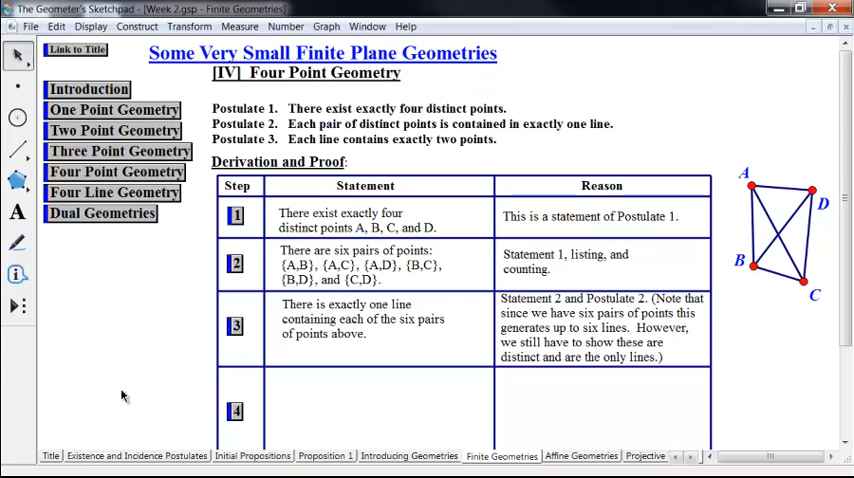 The Geometer's Sketchpad - [Week 2.gsp - Finite Geometries]
File Edit Display Construct Transform Measure Number Graph Window Help
Link to Title
Some Very Small Finite Plane Geometries
[IV] Four Point Geometry
Introduction
One Point Geometry
Two Point Geometry
Three Point Geometry
Four Point Geometry
Four Line Geometry
Dual Geometries
Postulate 1. There exist exactly four distinct points.
Postulate 2. Each pair of distinct points is contained in exactly one line.
Postulate 3. Each line contains exactly two points.
Derivation and Proof:
Step Statement Reason
1
There exist exactly four
distinct points A, B, C, and D.
This is a statement of Postulate 1.
2
There are six pairs of points:
{A,B}, {A,C}, {A,D}, {B,C},
{B,D}, and {C,D}.
Statement 1, listing, and
counting.
3
There is exactly one line
containing each of the six pairs
of points above.
Statement 2 and Postulate 2. (Note that
since we have six pairs of points this
generates up to six lines. However,
we still have to show these are
distinct and are the only lines.)
4
A
D
B
C
A
Title Existence and Incidence Postulates Initial Propositions Proposition 1 Introducing Geometries Finite Geometries Affine Geometries Projective